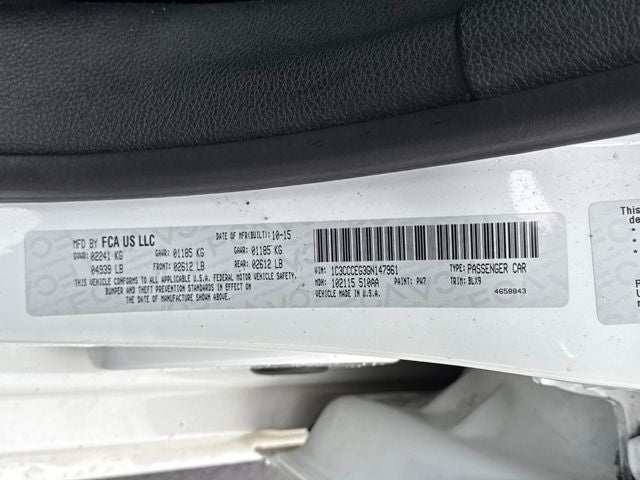 MFD BY FCA US LLC
DATE OF MFR(BUILT): 10-15
GVWR: 02241 KG
GAWR: 01185 KG
GAWR: 01185 KG
04939 LB
FRONT: 02612 LB
REAR: 02612 LB
THIS VEHICLE CONFORMS TO ALL APPLICABLE U.S.A. FEDERAL MOTOR VEHICLE SAFETY,
BUMPER AND THEFT PREVENTION STANDARDS IN EFFECT ON
THE DATE OF MANUFACTURE SHOWN ABOVE.
VIN: 1C3CCCEG3GN147961
TYPE: PASSENGER CAR
MDH: 102115 510AA
PAINT: PW7
TRIM: BLX9
VEHICLE MADE IN U.S.A.
4658843
This